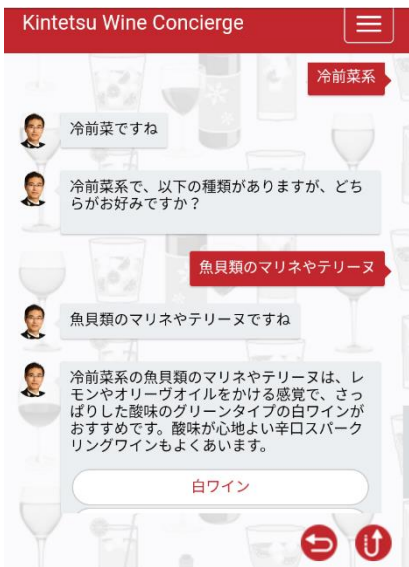 Kintetsu Wine Concierge
冷前菜系
冷前菜ですね
冷前菜系で、以下の種類がありますが、どち
らがお好みですか？
魚貝類のマリネやテリーヌ
魚貝類のマリネやテリーヌですね
冷前菜系の魚貝類のマリネやテリーヌは、レ
モンやオリーヴオイルをかける感覚で、さっ
ぱりした酸味のグリーンタイプの白ワインが
おすすめです。酸味が心地よい辛口スパーク
リングワインもよくあいます。
白ワイン